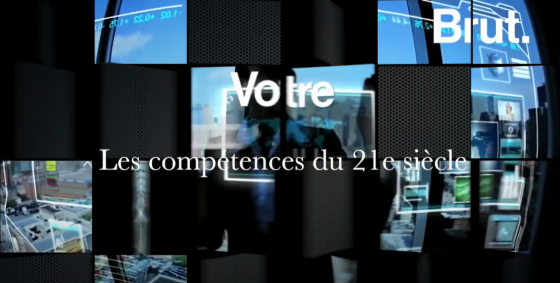 Brut.
Votre
Les compétences du 21e siècle